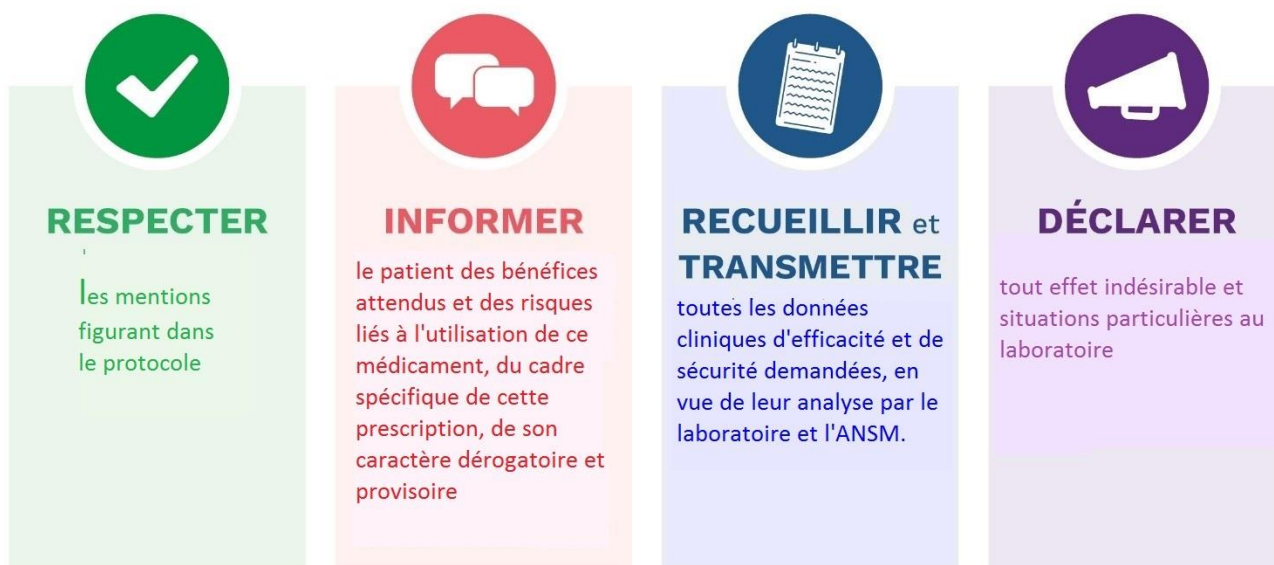 RESPECTER
les mentions
figurant dans
le protocole
INFORMER
le patient des bénéfices
attendus et des risques
liés à l'utilisation de ce
médicament, du cadre
spécifique de cette
prescription, de son
caractère dérogatoire et
provisoire
RECUEILLIR et
TRANSMETTRE
toutes les données
cliniques d'efficacité et de
sécurité demandées, en
vue de leur analyse par le
laboratoire et l'ANSM.
DÉCLARER
tout effet indésirable et
situations particulières au
laboratoire